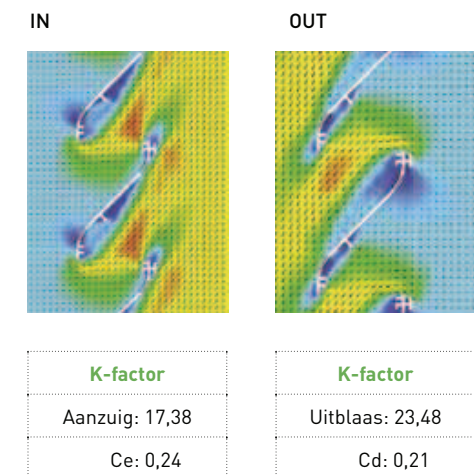 IN
OUT
K-factor
K-factor
Aanzuig: 17,38
Uitblaas: 23,48
Ce: 0,24
Cd: 0,21